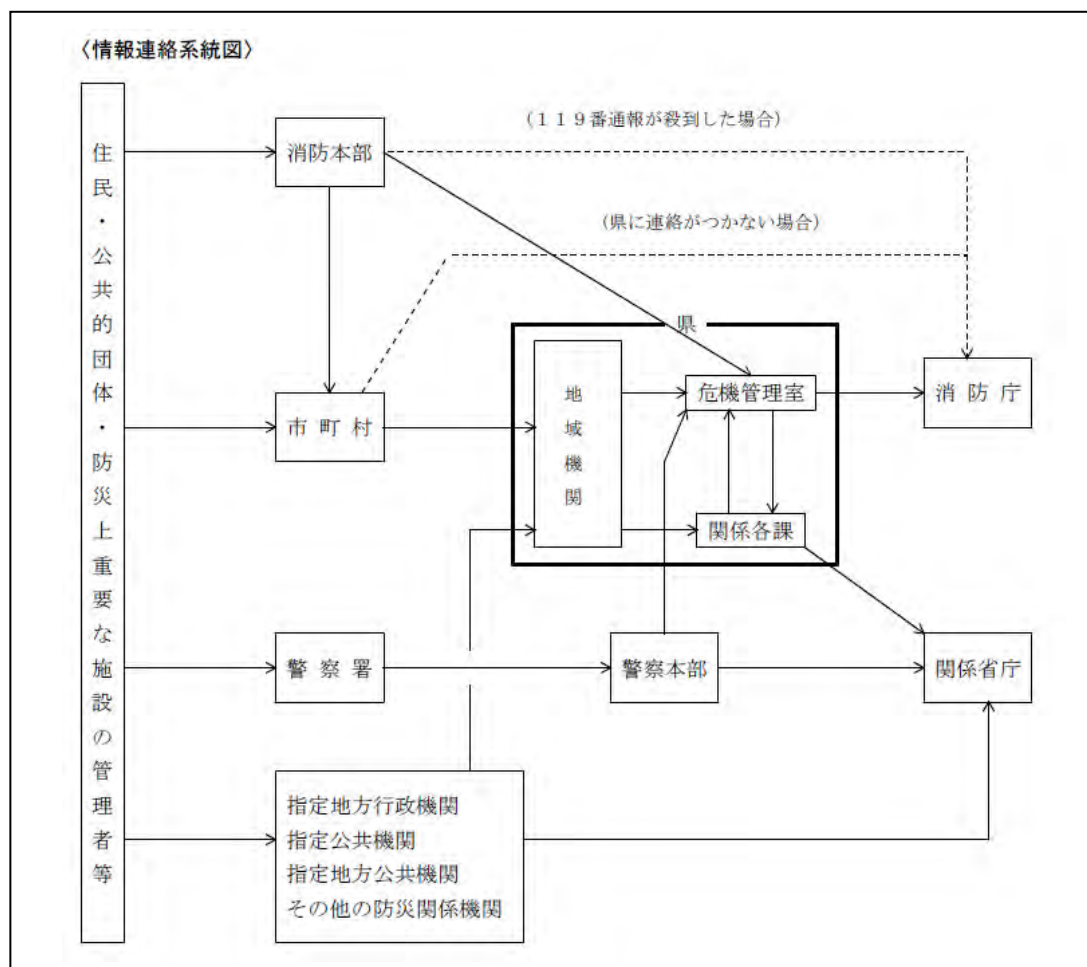 〈情報連絡系統図〉
住民・公共的団体・防災上重要な施設の管理者等
(119番通報が殺到した場合)
消防本部
(県に連絡がつかない場合)
県
地域機関
危機管理室
消防庁
市町村
関係各課
警察署
警察本部
関係省庁
指定地方行政機関
指定公共機関
指定地方公共機関
その他の防災関係機関